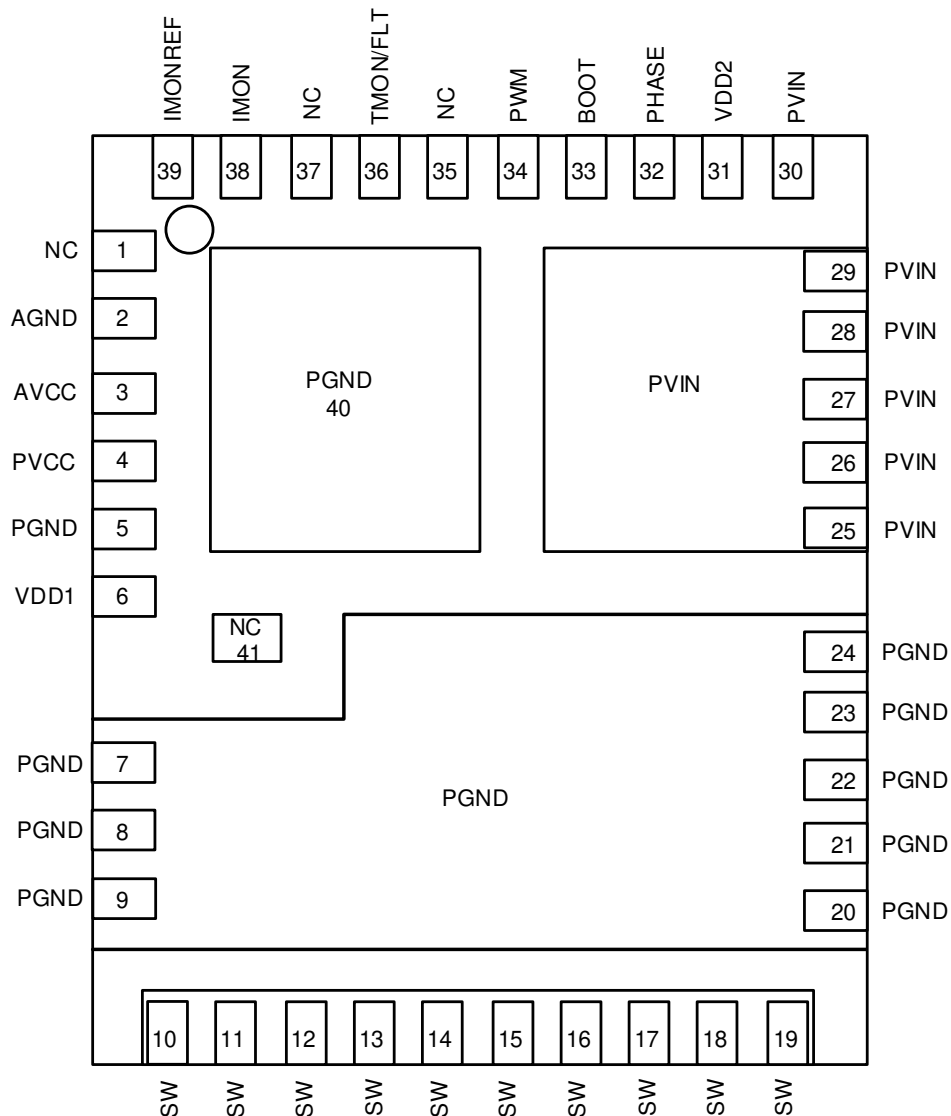 IMONREF
IMON
NC
TMON/FLT
NC
PWM
BOOT
PHASE
VDD2
PVIN
39
38
37
36
35
34
33
32
31
30
NC
1
AGND
2
AVCC
3
PVCC
4
PGND
5
VDD1
6
PGND
40
PVIN
29
PVIN
28
PVIN
27
PVIN
26
PVIN
25
PVIN
NC
41
24
PGND
23
PGND
22
PGND
21
PGND
20
PGND
PGND
7
PGND
8
PGND
9
PGND
10
11
12
13
14
15
16
17
18
19
SW
SW
SW
SW
SW
SW
SW
SW
SW
SW